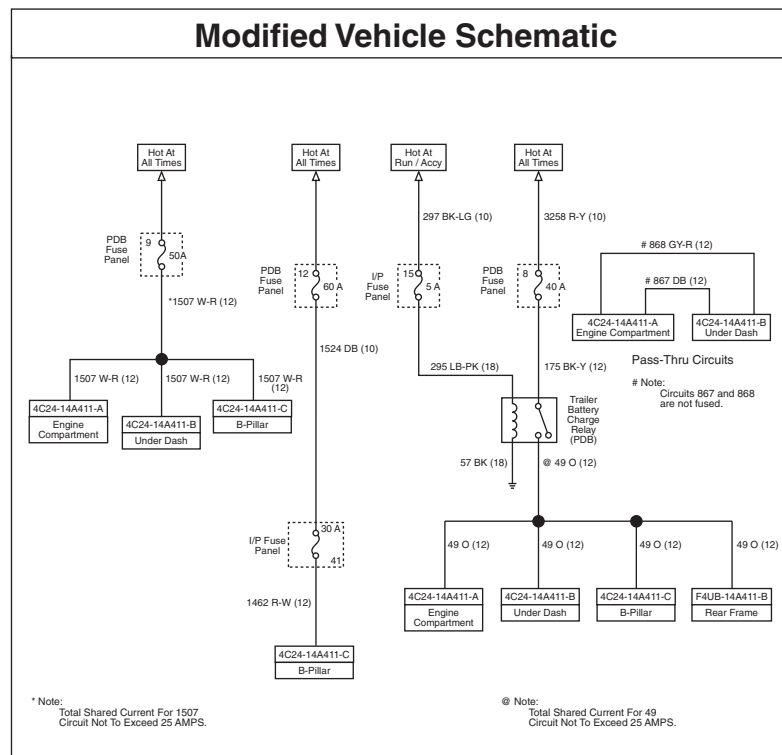 Modified Vehicle Schematic
Hot At
All Times
Hot At
All Times
Hot At
Run / Accy
Hot At
All Times
297 BK-LG (10)
3258 R-Y (10)
PDB
Fuse
Panel
9
50A
PDB
Fuse
Panel
12
60 A
I/P
Fuse
Panel
15
5 A
PDB
Fuse
Panel
8
40 A
# 868 GY-R (12)
# 867 DB (12)
4C24-14A411-A
Engine Compartment
4C24-14A411-B
Under Dash
Pass-Thru Circuits
# Note:
Circuits 867 and 868
are not fused.
*1507 W-R (12)
1524 DB (10)
295 LB-PK (18)
175 BK-Y (12)
1507 W-R (12)
1507 W-R (12)
1507 W-R
(12)
4C24-14A411-A
Engine
Compartment
4C24-14A411-B
Under Dash
4C24-14A411-C
B-Pillar
Trailer
Battery
Charge
Relay
(PDB)
57 BK (18)
@ 49 O (12)
I/P Fuse
Panel
30 A
41
49 O (12)
49 O (12)
49 O (12)
49 O (12)
1462 R-W (12)
4C24-14A411-A
Engine
Compartment
4C24-14A411-B
Under Dash
4C24-14A411-C
B-Pillar
F4UB-14A411-B
Rear Frame
4C24-14A411-C
B-Pillar
* Note:
Total Shared Current For 1507
Circuit Not To Exceed 25 AMPS.
@ Note:
Total Shared Current For 49
Circuit Not To Exceed 25 AMPS.